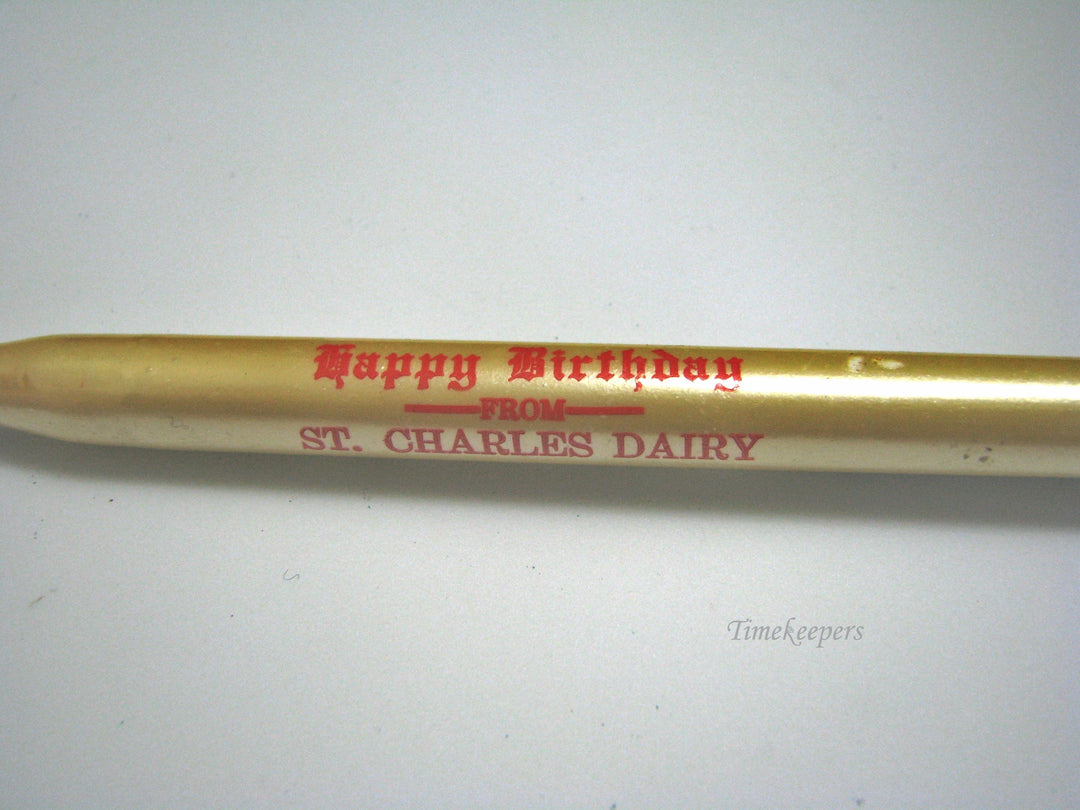 Happy Birthday
FROM
ST. CHARLES DAIRY
Timekeepers